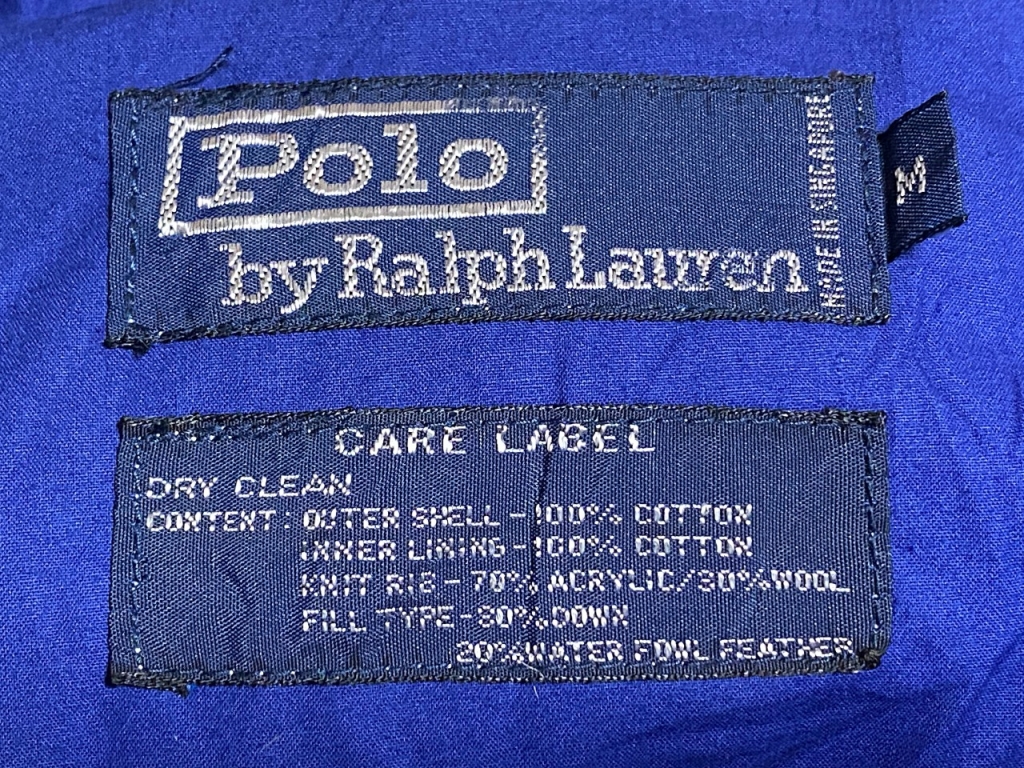 Polo
by Ralph Lauren
MADE IN SINGAPORE
M
CARE LABEL
DRY CLEAN
CONTENT: OUTER SHELL-100% COTTON
INNER LINING-100% COTTON
KNIT RIB-70% ACRYLIC/30% WOOL
FILL TYPE-80% DOWN
20% WATER FOWL FEATHER